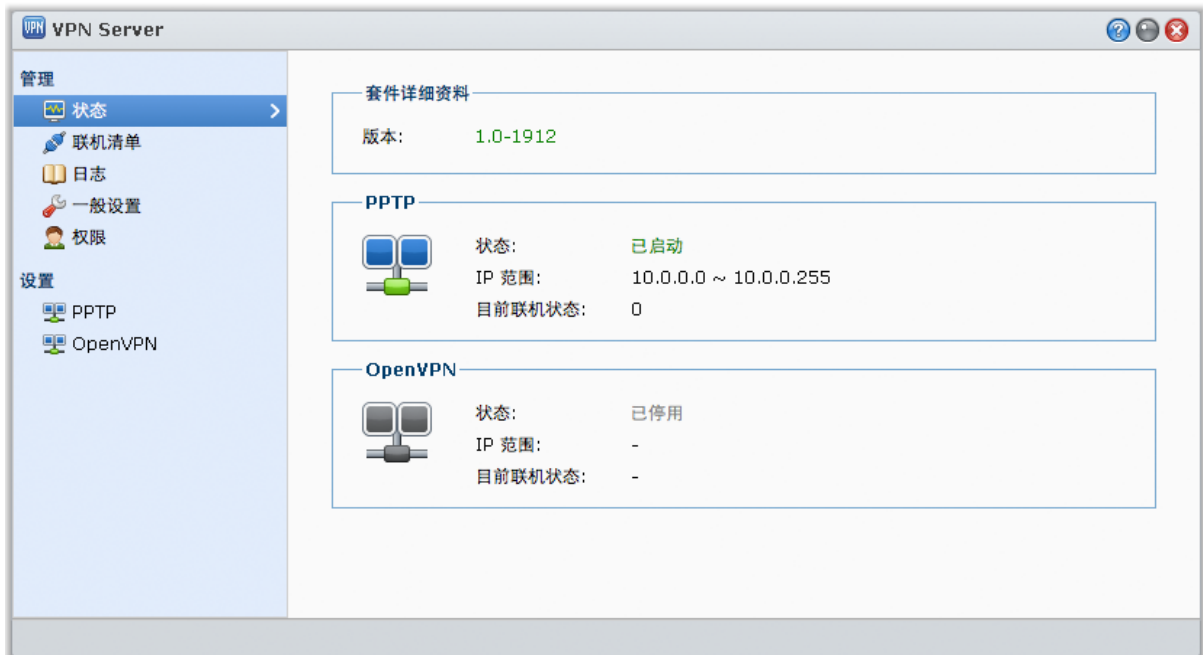 VPN VPN Server
管理
状态
联机清单
日志
一般设置
权限
设置
PPTP
OpenVPN
套件详细资料
版本: 1.0-1912
PPTP
状态: 已启动
IP 范围: 10.0.0.0 ~ 10.0.0.255
目前联机状态: 0
OpenVPN
状态: 已停用
IP 范围: -
目前联机状态: -